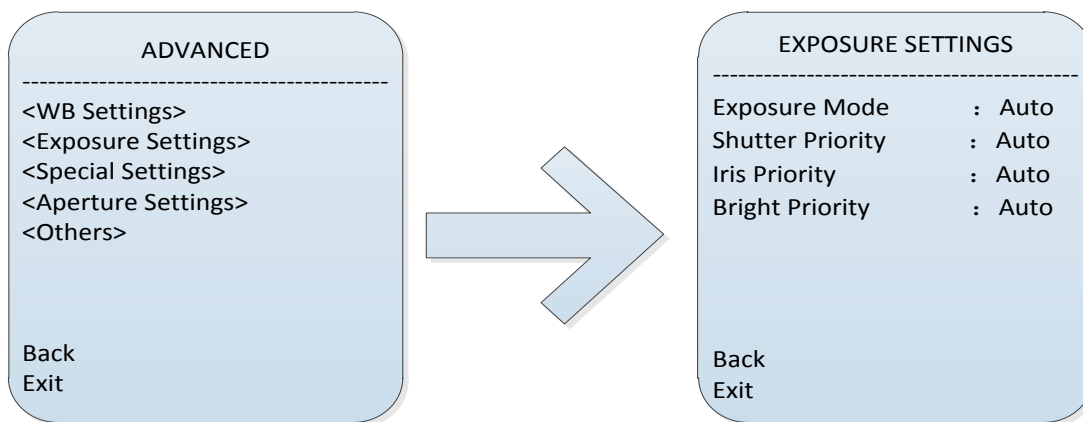 ADVANCED
-------------------------------------------
<WB Settings>
<Exposure Settings>
<Special Settings>
<Aperture Settings>
<Others>
Back
Exit
EXPOSURE SETTINGS
-------------------------------------------
Exposure Mode : Auto
Shutter Priority : Auto
Iris Priority : Auto
Bright Priority : Auto
Back
Exit